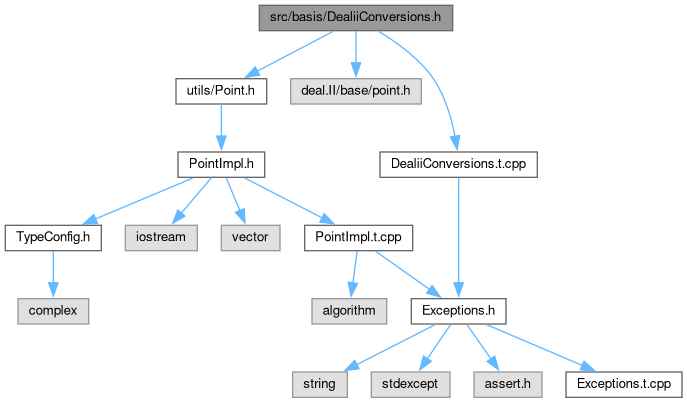 src/basis/DealiiConversions.h
utils/Point.h
deal.II/base/point.h
PointImpl.h
DealiiConversions.t.cpp
TypeConfig.h
iostream
vector
PointImpl.t.cpp
complex
algorithm
Exceptions.h
string
stdexcept
assert.h
Exceptions.t.cpp